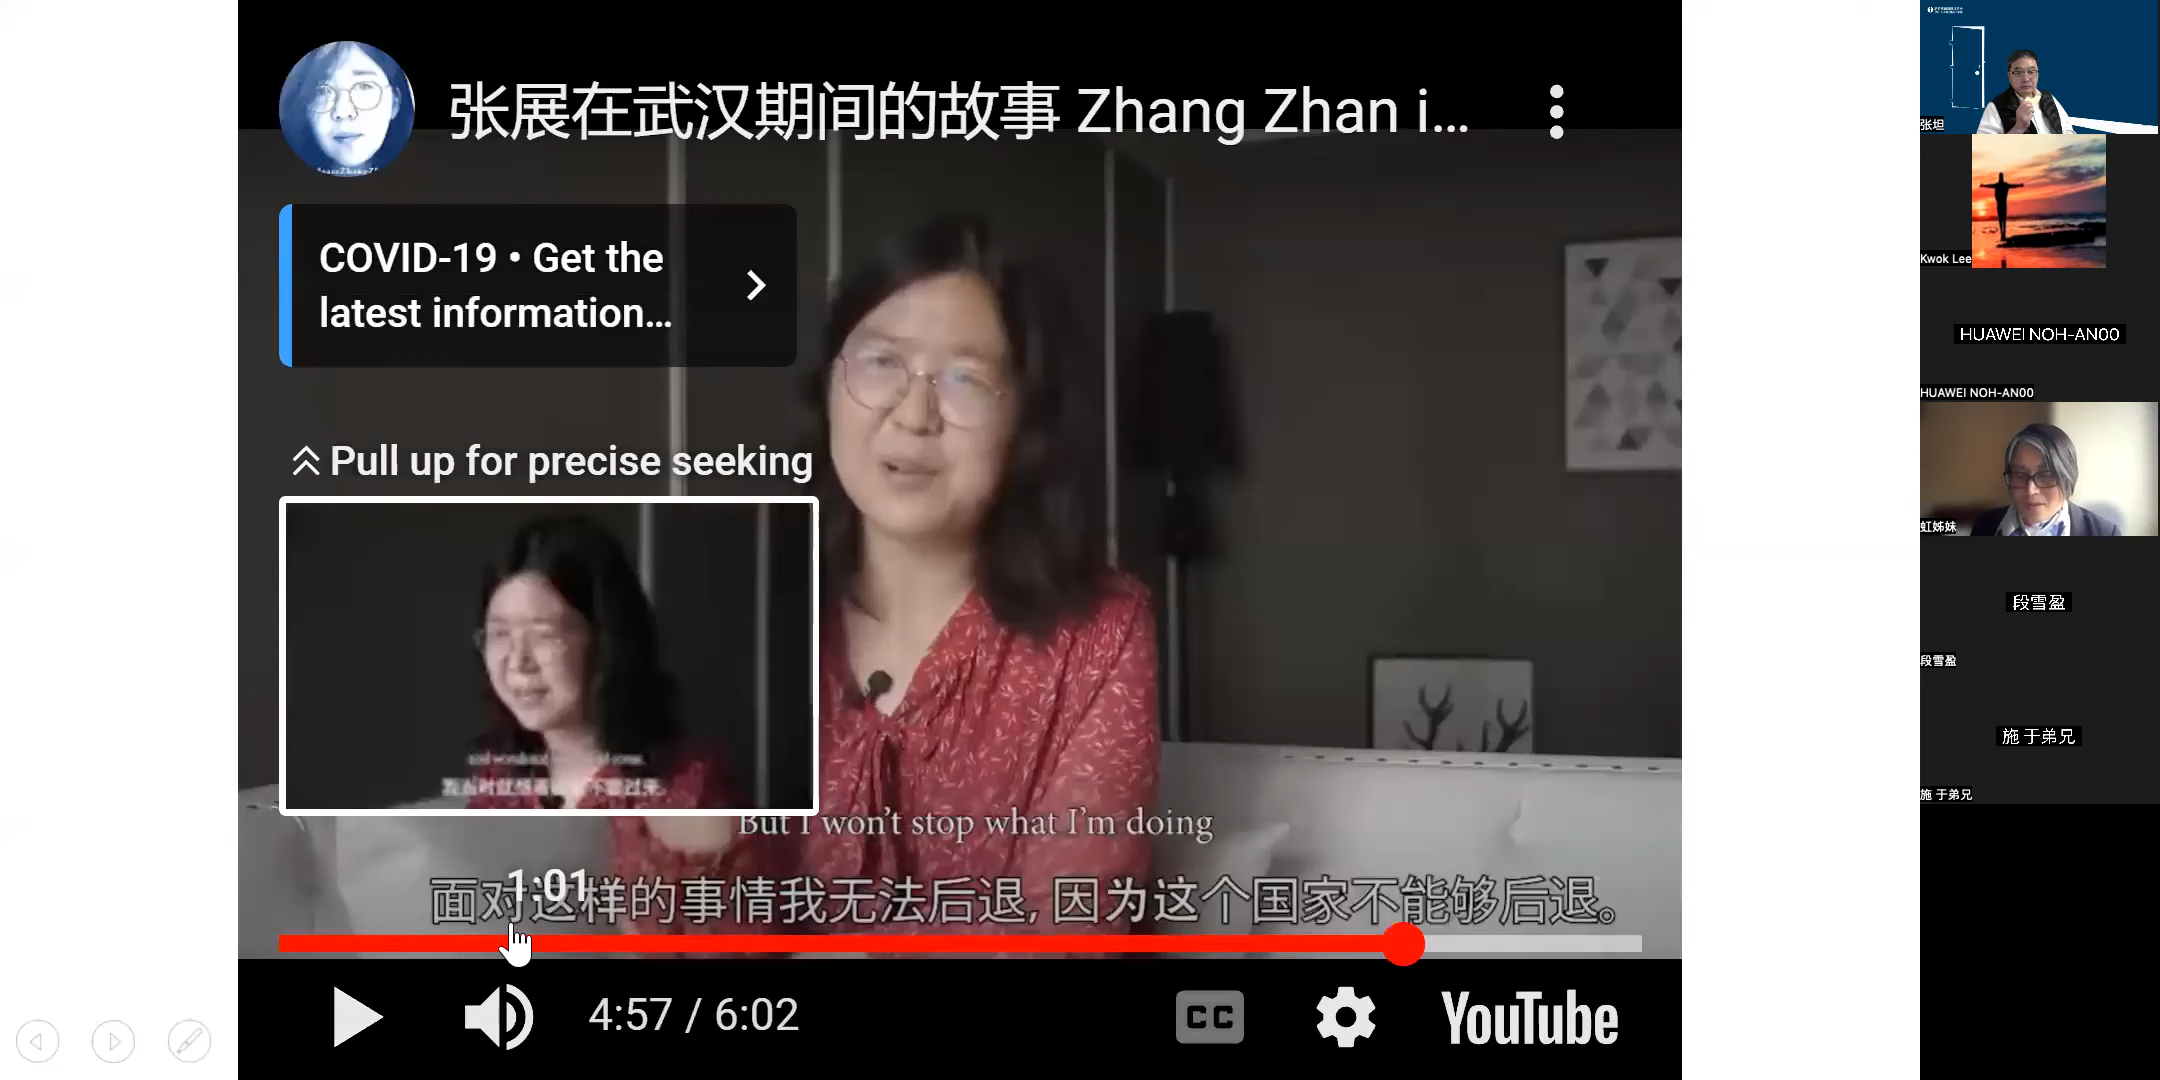 张展在武汉期间的故事 Zhang Zhan i...
COVID-19 • Get the
latest information...
Pull up for precise seeking
But I won't stop what I'm doing
1:01
面对这样的事情我无法后退, 因为这个国家不能够后退。
4:57 / 6:02
CC
YouTube
张坦
Kwok Lee
HUAWEI NOH-AN00
HUAWEI NOH-AN00
虹姊妹
段雪盈
段雪盈
施 于弟兄
施 于弟兄